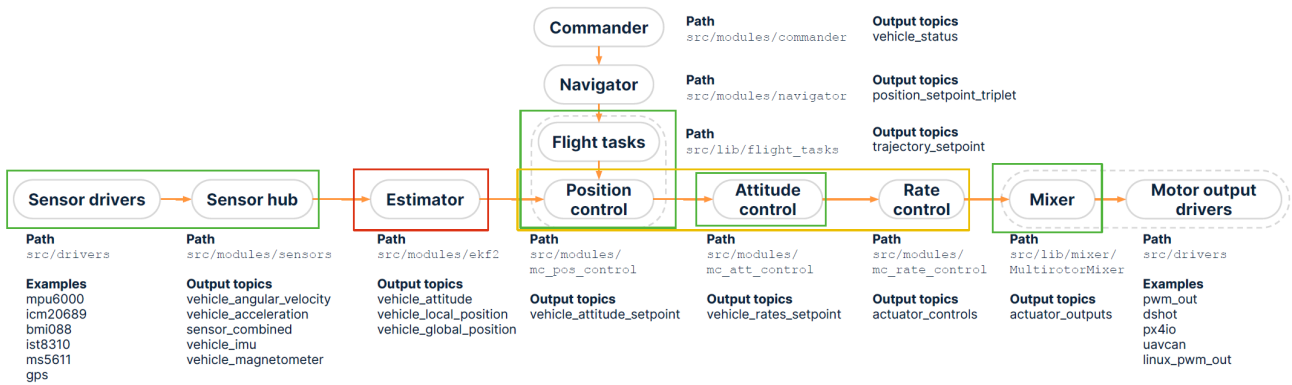 Commander
Path
src/modules/commander
Output topics
vehicle_status
Navigator
Path
src/modules/navigator
Output topics
position_setpoint_triplet
Flight tasks
Path
src/lib/flight_tasks
Output topics
trajectory_setpoint
Sensor drivers
Sensor hub
Estimator
Position
control
Attitude
control
Rate
control
Mixer
Motor output
drivers
Path
src/drivers
Examples
mpu6000
icm20689
bmi088
ist8310
ms5611
gps
Path
src/modules/sensors
Output topics
vehicle_angular_velocity
vehicle_acceleration
sensor_combined
vehicle_imu
vehicle_magnetometer
Path
src/modules/ekf2
Output topics
vehicle_attitude
vehicle_local_position
vehicle_global_position
Path
src/modules/
mc_pos_control
Output topics
vehicle_attitude_setpoint
Path
src/modules/
mc_att_control
Output topics
vehicle_rates_setpoint
Path
src/modules/
mc_rate_control
Output topics
actuator_controls
Path
src/lib/mixer/
MultirotorMixer
Output topics
actuator_outputs
Path
src/drivers
Examples
pwm_out
dshot
px4io
uavcan
linux_pwm_out